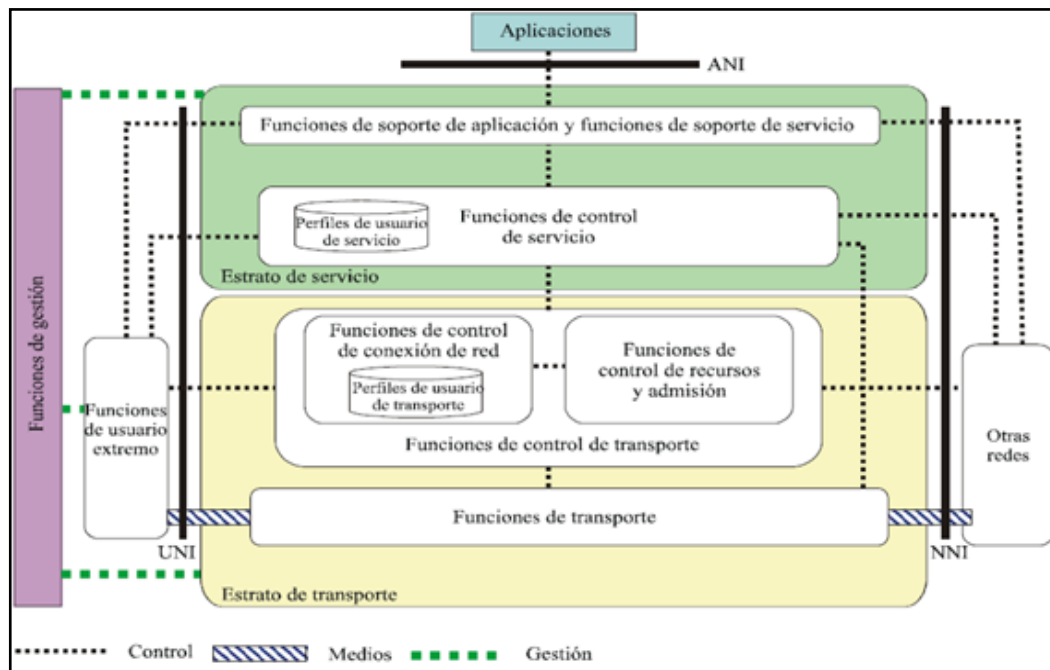 Aplicaciones
ANI
Funciones de soporte de aplicación y funciones de soporte de servicio
Perfiles de usuario
de servicio
Funciones de control
de servicio
Estrato de servicio
Funciones de gestión
Funciones de control
de conexión de red
Perfiles de usuario
de transporte
Funciones de
control de recursos
y admisión
Funciones de control de transporte
Funciones
de usuario
extremo
Otras
redes
Funciones de transporte
UNI
NNI
Estrato de transporte
Control
Medios
Gestión